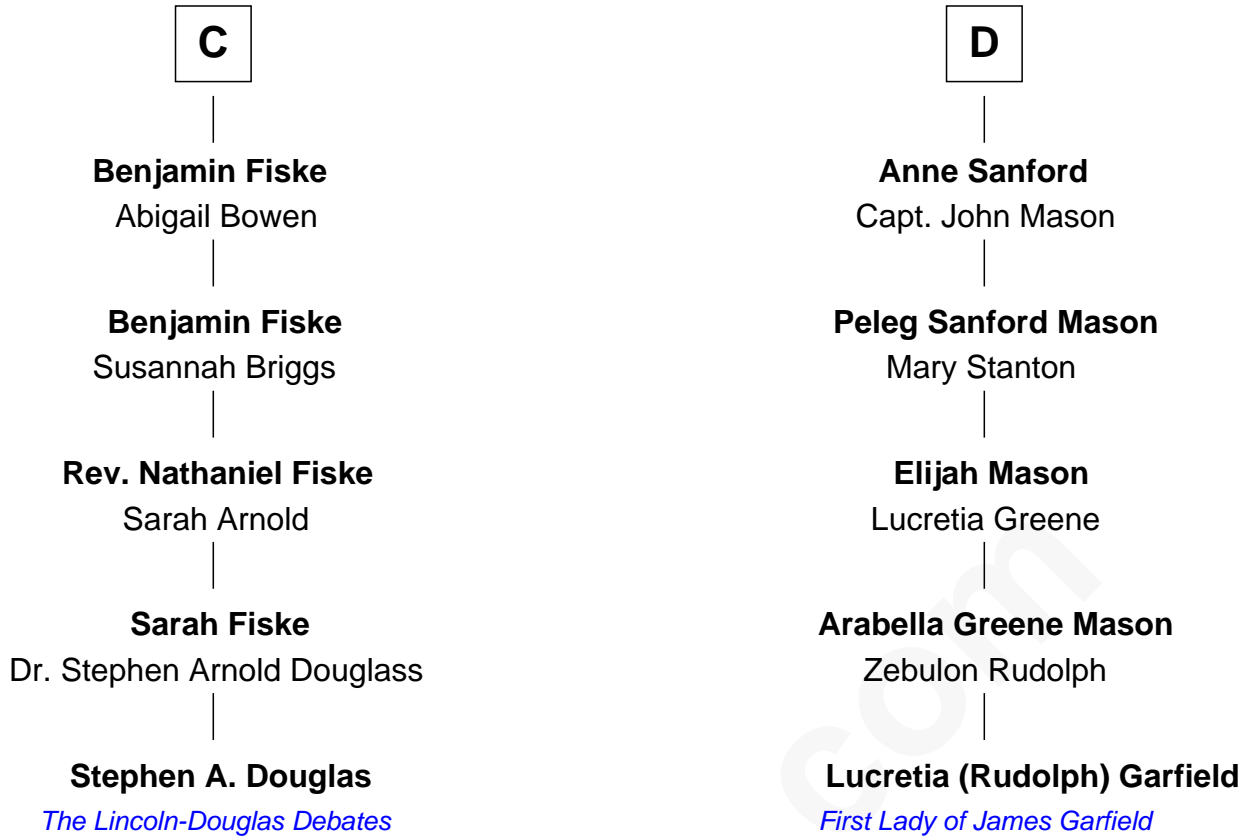 C
Benjamin Fiske
Abigail Bowen
Benjamin Fiske
Susannah Briggs
Rev. Nathaniel Fiske
Sarah Arnold
Sarah Fiske
Dr. Stephen Arnold Douglass
Stephen A. Douglas
The Lincoln-Douglas Debates
D
Anne Sanford
Capt. John Mason
Peleg Sanford Mason
Mary Stanton
Elijah Mason
Lucretia Greene
Arabella Greene Mason
Zebulon Rudolph
Lucretia (Rudolph) Garfield
First Lady of James Garfield
com